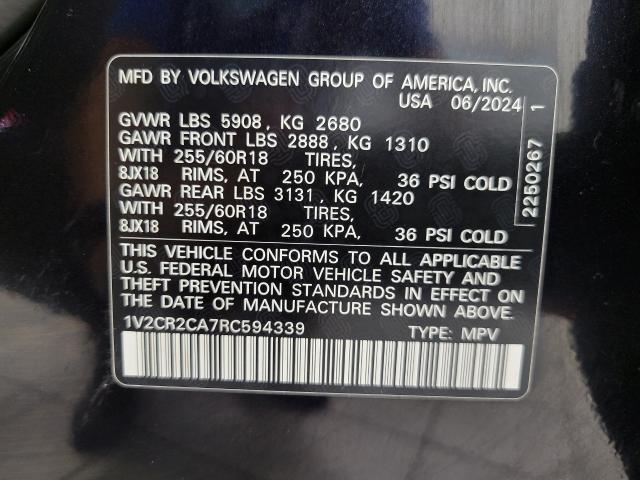 MFD BY VOLKSWAGEN GROUP OF AMERICA, INC.
USA 06/2024
GVWR LBS 5908, KG 2680
GAWR FRONT LBS 2888, KG 1310
WITH 255/60R18 TIRES,
8JX18 RIMS, AT 250 KPA, 36 PSI COLD
GAWR REAR LBS 3131, KG 1420
WITH 255/60R18 TIRES,
8JX18 RIMS, AT 250 KPA, 36 PSI COLD
2250267 1
THIS VEHICLE CONFORMS TO ALL APPLICABLE
U.S. FEDERAL MOTOR VEHICLE SAFETY AND
THEFT PREVENTION STANDARDS IN EFFECT ON
THE DATE OF MANUFACTURE SHOWN ABOVE.
1V2CR2CA7RC594339 TYPE: MPV